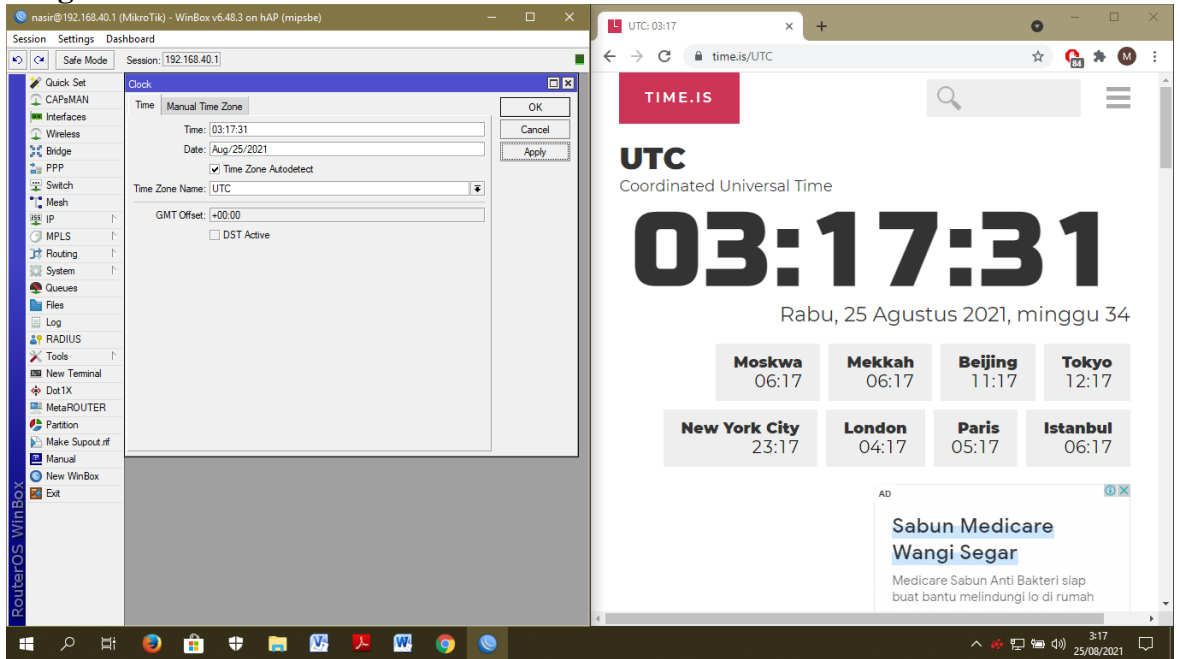 nasir@192.168.40.1 (MikroTik) - WinBox v6.48.3 on hAP (mipsbe)
Session Settings Dashboard
Safe Mode Session: 192.168.40.1
Quick Set
CAPsMAN
Interfaces
Wireless
Bridge
PPP
Switch
Mesh
IP
MPLS
Routing
System
Queues
Files
Log
RADIUS
Tools
New Terminal
Dot1X
MetaROUTER
Partition
Make Supout.rif
Manual
New WinBox
Exit
RouterOS WinBox
Clock
Time Manual Time Zone
Time: 03:17:31
Date: Aug/25/2021
Time Zone Autodetect
Time Zone Name: UTC
GMT Offset: +00:00
DST Active
OK
Cancel
Apply
UTC: 03:17
time.is/UTC
84
M
TIME.IS
UTC
Coordinated Universal Time
03:17:31
Rabu, 25 Agustus 2021, minggu 34
Moskwa Mekkah Beijing Tokyo
06:17 06:17 11:17 12:17
New York City London Paris Istanbul
23:17 04:17 05:17 06:17
AD
Sabun Medicare
Wangi Segar
Medicare Sabun Anti Bakteri siap
buat bantu melindungi lo di rumah
3:17
25/08/2021